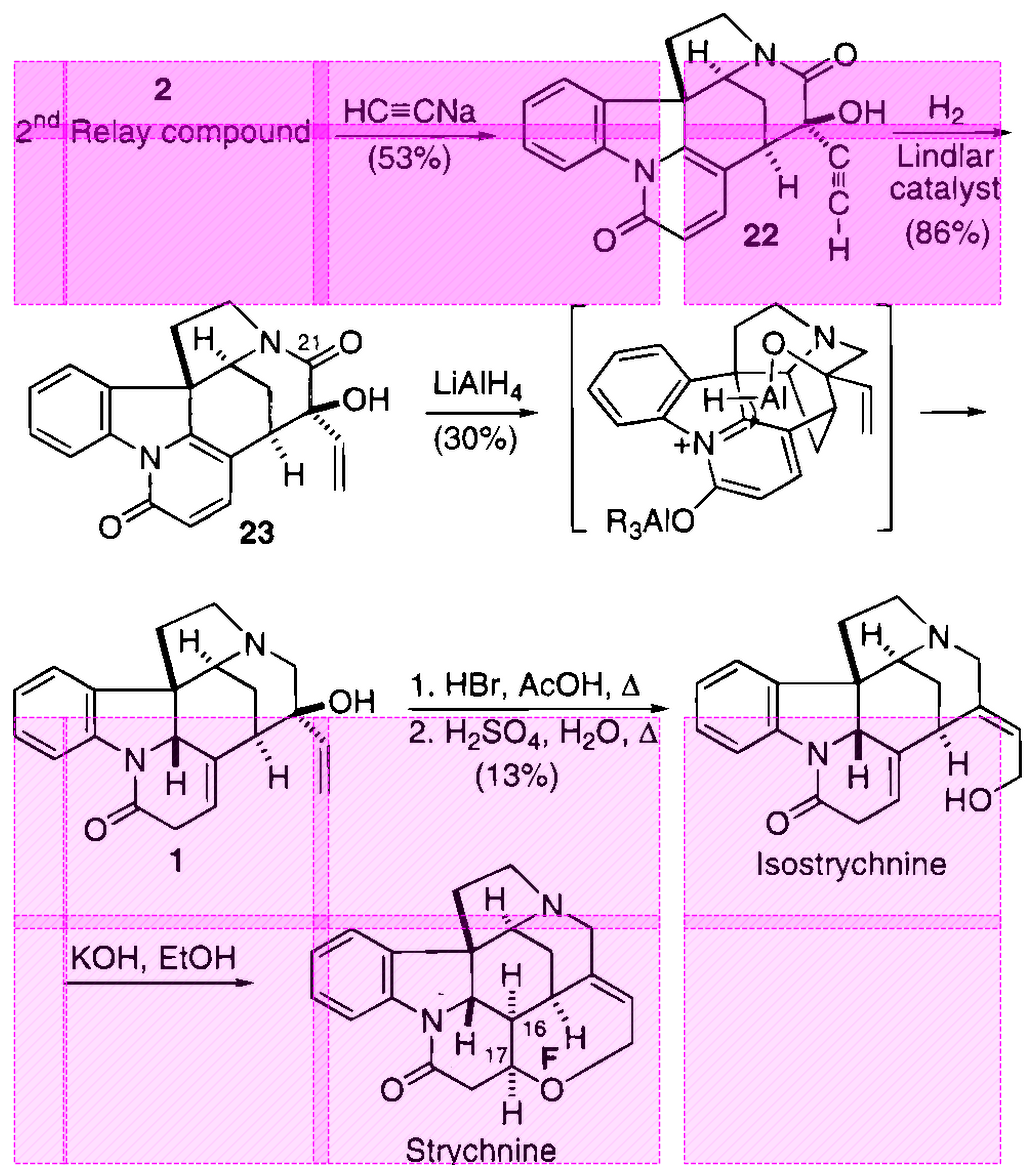 2
2nd Relay compound
HC≡CNa
(53%)
H
N
O
OH
N
H
C
≡
C
H
O
22
H2
Lindlar
catalyst
(86%)
H
N
21
O
OH
N
H
O
23
LiAlH4
(30%)
N
O
H
Al
+N
R3AlO
H
N
OH
N
H
H
O
1
1. HBr, AcOH, Δ
2. H2SO4, H2O, Δ
(13%)
H
N
N
H
H
HO
O
Isostrychnine
KOH, EtOH
H
N
H
N
H
16
H
17
F
O
O
H
Strychnine